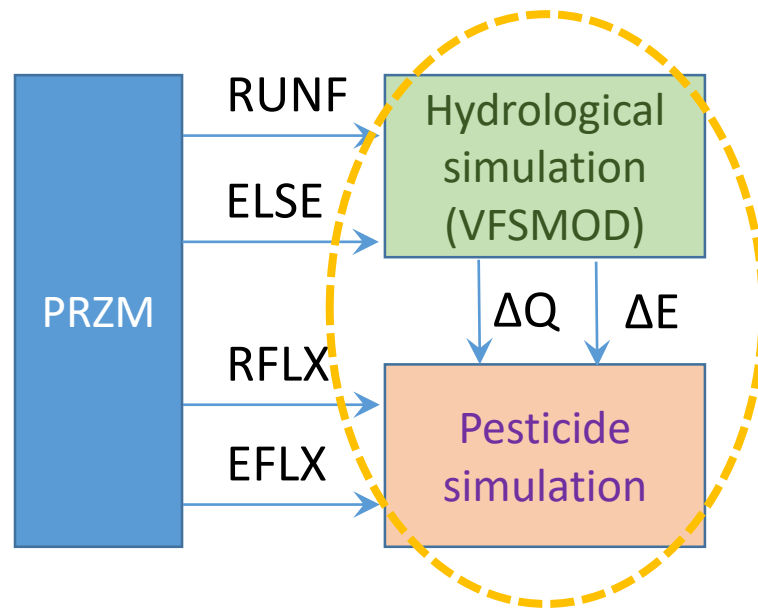 PRZM
RUNF
ELSE
RFLX
EFLX
Hydrological
simulation
(VFSMOD)
ΔQ
ΔE
Pesticide
simulation